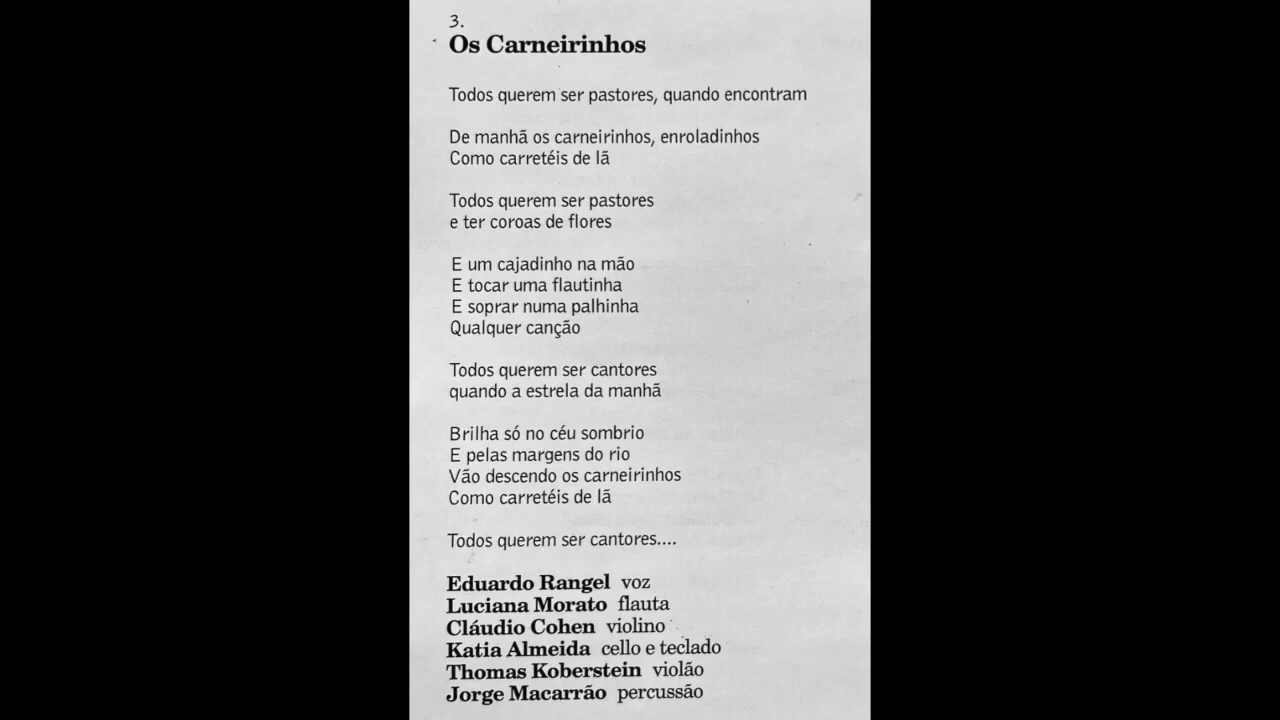 3.
Os Carneirinhos
Todos querem ser pastores, quando encontram
De manhã os carneirinhos, enroladinhos
Como carretéis de lã
Todos querem ser pastores
e ter coroas de flores
E um cajadinho na mão
E tocar uma flautinha
E soprar numa palhinha
Qualquer canção
Todos querem ser cantores
quando a estrela da manhã
Brilha só no céu sombrio
E pelas margens do rio
Vão descendo os carneirinhos
Como carretéis de lã
Todos querem ser cantores....
Eduardo Rangel voz
Luciana Morato flauta
Cláudio Cohen violino
Katia Almeida cello e teclado
Thomas Koberstein violão
Jorge Macarrão percussão